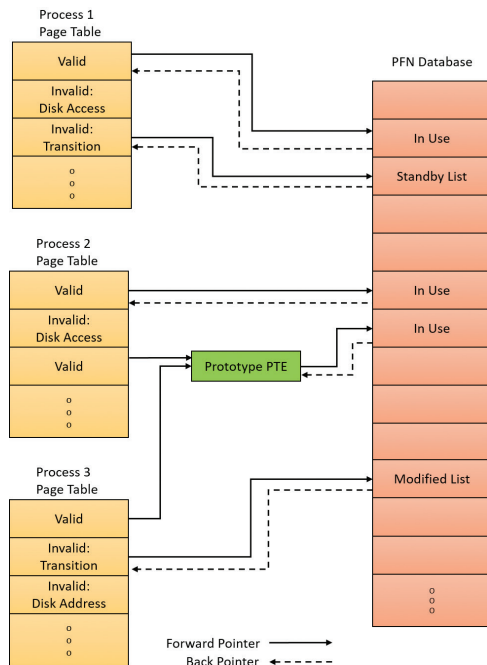 Process 1
Page Table
Valid
Invalid:
Disk Access
Invalid:
Transition
o
o
o
PFN Database
In Use
Standby List
In Use
In Use
Modified List
o
o
o
Process 2
Page Table
Valid
Invalid:
Disk Access
Valid
o
o
o
Prototype PTE
Process 3
Page Table
Valid
Invalid:
Transition
Invalid:
Disk Address
o
o
o
Forward Pointer
Back Pointer